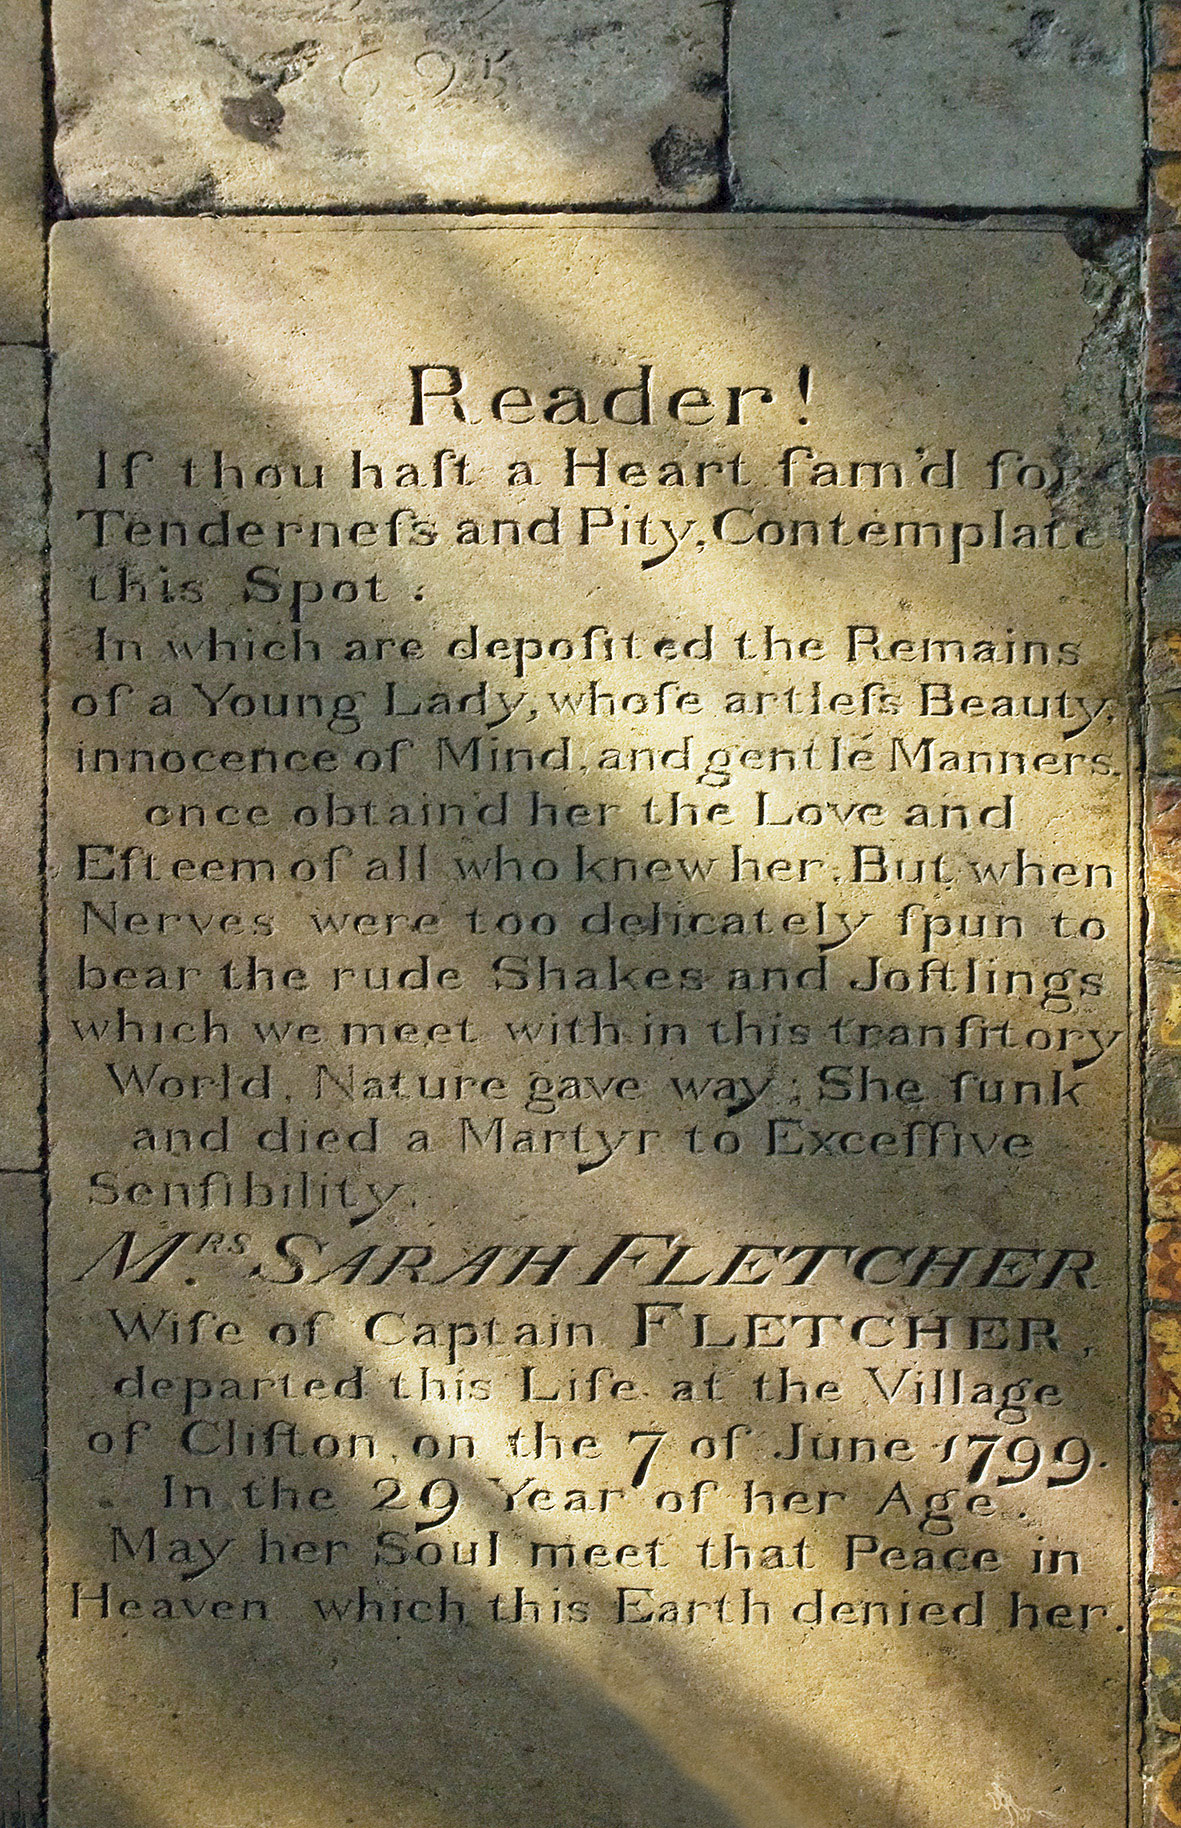 695
Reader!
If thou haſt a Heart fam'd for
Tenderneſs and Pity, Contemplate
this Spot.
In which are depoſited the Remains
of a Young Lady, whoſe artleſs Beauty,
innocence of Mind, and gentle Manners,
once obtain'd her the Love and
Eſteem of all who knew her. But when
Nerves were too delicately ſpun to
bear the rude Shakes and Joſtlings
which we meet with in this tranſitory
World, Nature gave way; She ſunk
and died a Martyr to Exceſſive
Senſibility.
MRS. SARAH FLETCHER
Wife of Captain FLETCHER,
departed this Life at the Village
of Clifton, on the 7 of June 1799.
In the 29 Year of her Age.
May her Soul meet that Peace in
Heaven which this Earth denied her.